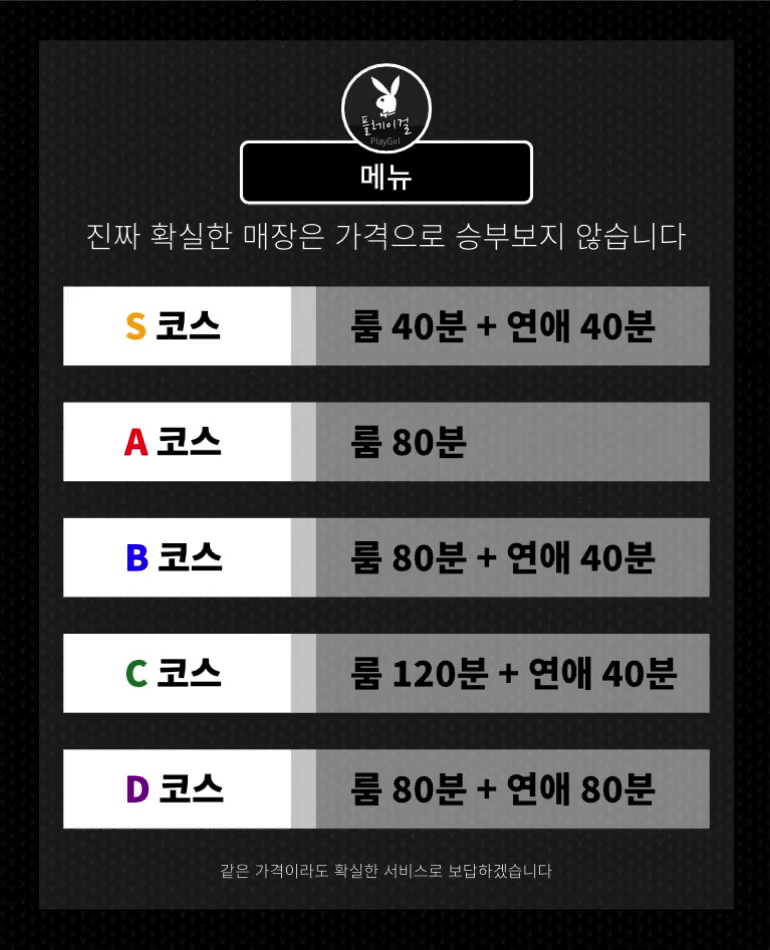 플레이걸
PlayGirl
메뉴
진짜 확실한 매장은 가격으로 승부보지 않습니다
S 코스 룸 40분 + 연애 40분
A 코스 룸 80분
B 코스 룸 80분 + 연애 40분
C 코스 룸 120분 + 연애 40분
D 코스 룸 80분 + 연애 80분
같은 가격이라도 확실한 서비스로 보답하겠습니다